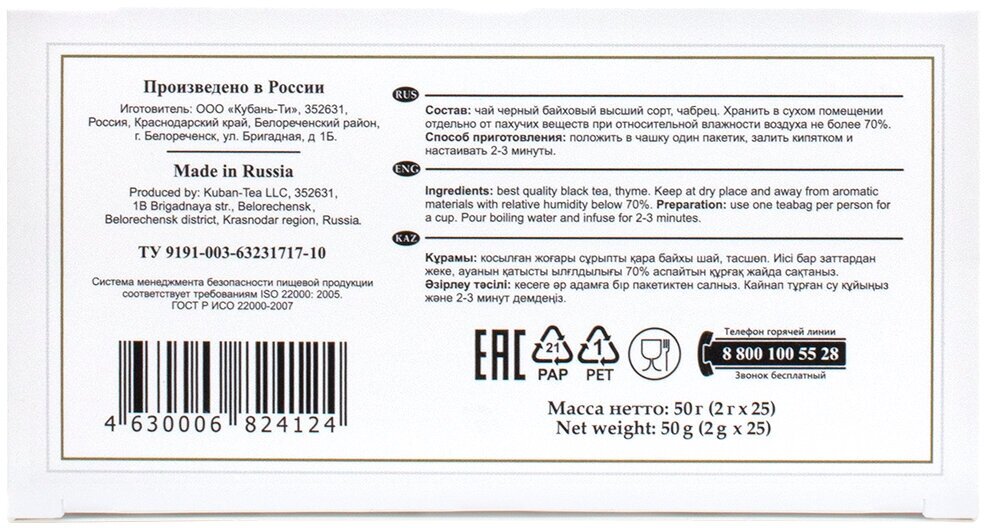 Произведено в России
Иготовитель: ООО «Кубань-Ти», 352631,
Россия, Краснодарский край, Белореченский район,
г. Белореченск, ул. Бригадная, д 1Б.
Made in Russia
Produced by: Kuban-Tea LLC, 352631,
1B Brigadnaya str., Belorechensk,
Belorechensk district, Krasnodar region, Russia.
ТУ 9191-003-63231717-10
Система менеджмента безопасности пищевой продукции
соответствует требованиям ISO 22000: 2005.
ГОСТ Р ИСО 22000-2007
4 630006 824124
RUS
Состав: чай черный байховый высший сорт, чабрец. Хранить в сухом помещении
отдельно от пахучих веществ при относительной влажности воздуха не более 70%.
Способ приготовления: положить в чашку один пакетик, залить кипятком и
настаивать 2-3 минуты.
ENG
Ingredients: best quality black tea, thyme. Keep at dry place and away from aromatic
materials with relative humidity below 70%. Preparation: use one teabag per person for
a cup. Pour boiling water and infuse for 2-3 minutes.
KAZ
Құрамы: қосылған жоғары сұрыпты қара байхы шай, тасшөп. Иісі бар заттардан
жеке, ауанын қатысты ылғлдылығы 70% аспайтын құрғақ жайда сақтаныз.
Әзірлеу тәсілі: кесеге әр адамға бір пакетиктен салныз. Кайнап тұрған су құйыңыз
және 2-3 минут демдеңіз.
EAC
21
PAP
1
PET
Телефон горячей линии
8 800 100 55 28
Звонок бесплатный
Масса нетто: 50 г (2 г х 25)
Net weight: 50 g (2 g x 25)